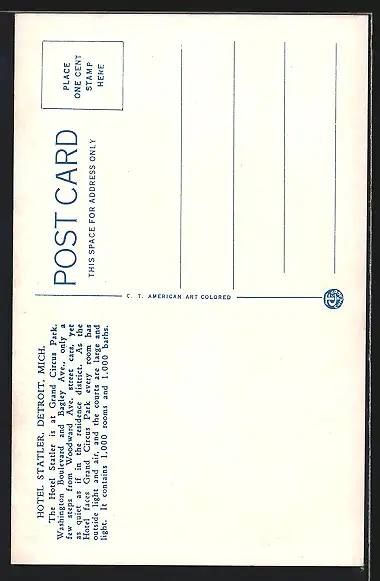 HOTEL STATLER, DETROIT, MICH.
The Hotel Statler is at Grand Circus Park,
Washington Boulevard and Bagley Ave., only a
few steps from Woodward Ave. street cars, yet
as quiet as if in the residence district. As the
Hotel faces Grand Circus Park every room has
outside light and air, and the courts are large and
light. It contains 1,000 rooms and 1,000 baths.
C. T. AMERICAN ART COLORED
POST CARD
THIS SPACE FOR ADDRESS ONLY
PLACE
ONE CENT
STAMP
HERE